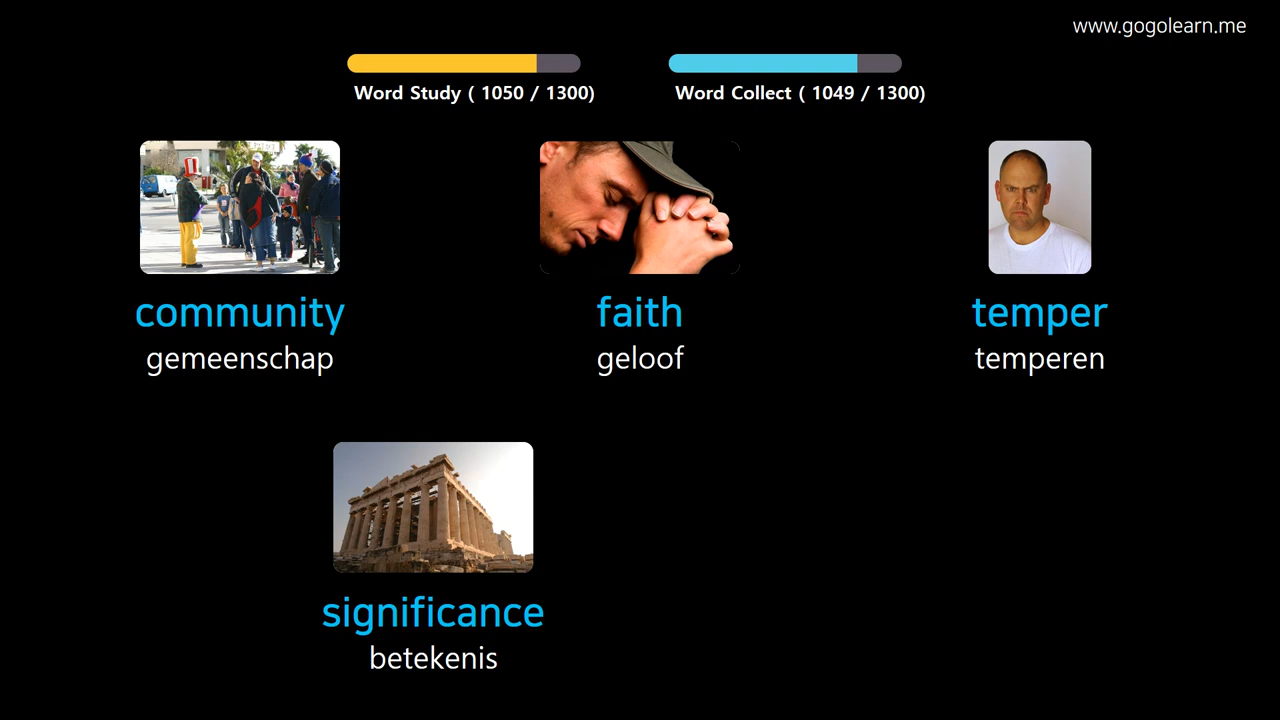 www.gogolearn.me
Word Study ( 1050 / 1300)
Word Collect ( 1049 / 1300)
community
gemeenschap
faith
geloof
temper
temperen
significance
betekenis